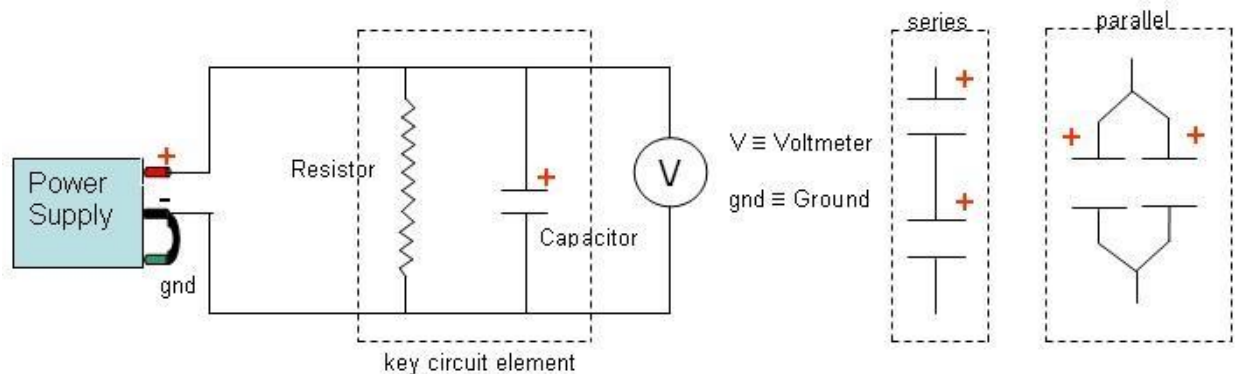 series
parallel
+
+
+
+
+
Resistor
+
Power
Supply
-
+
Capacitor
V
V ≡ Voltmeter
gnd ≡ Ground
gnd
key circuit element